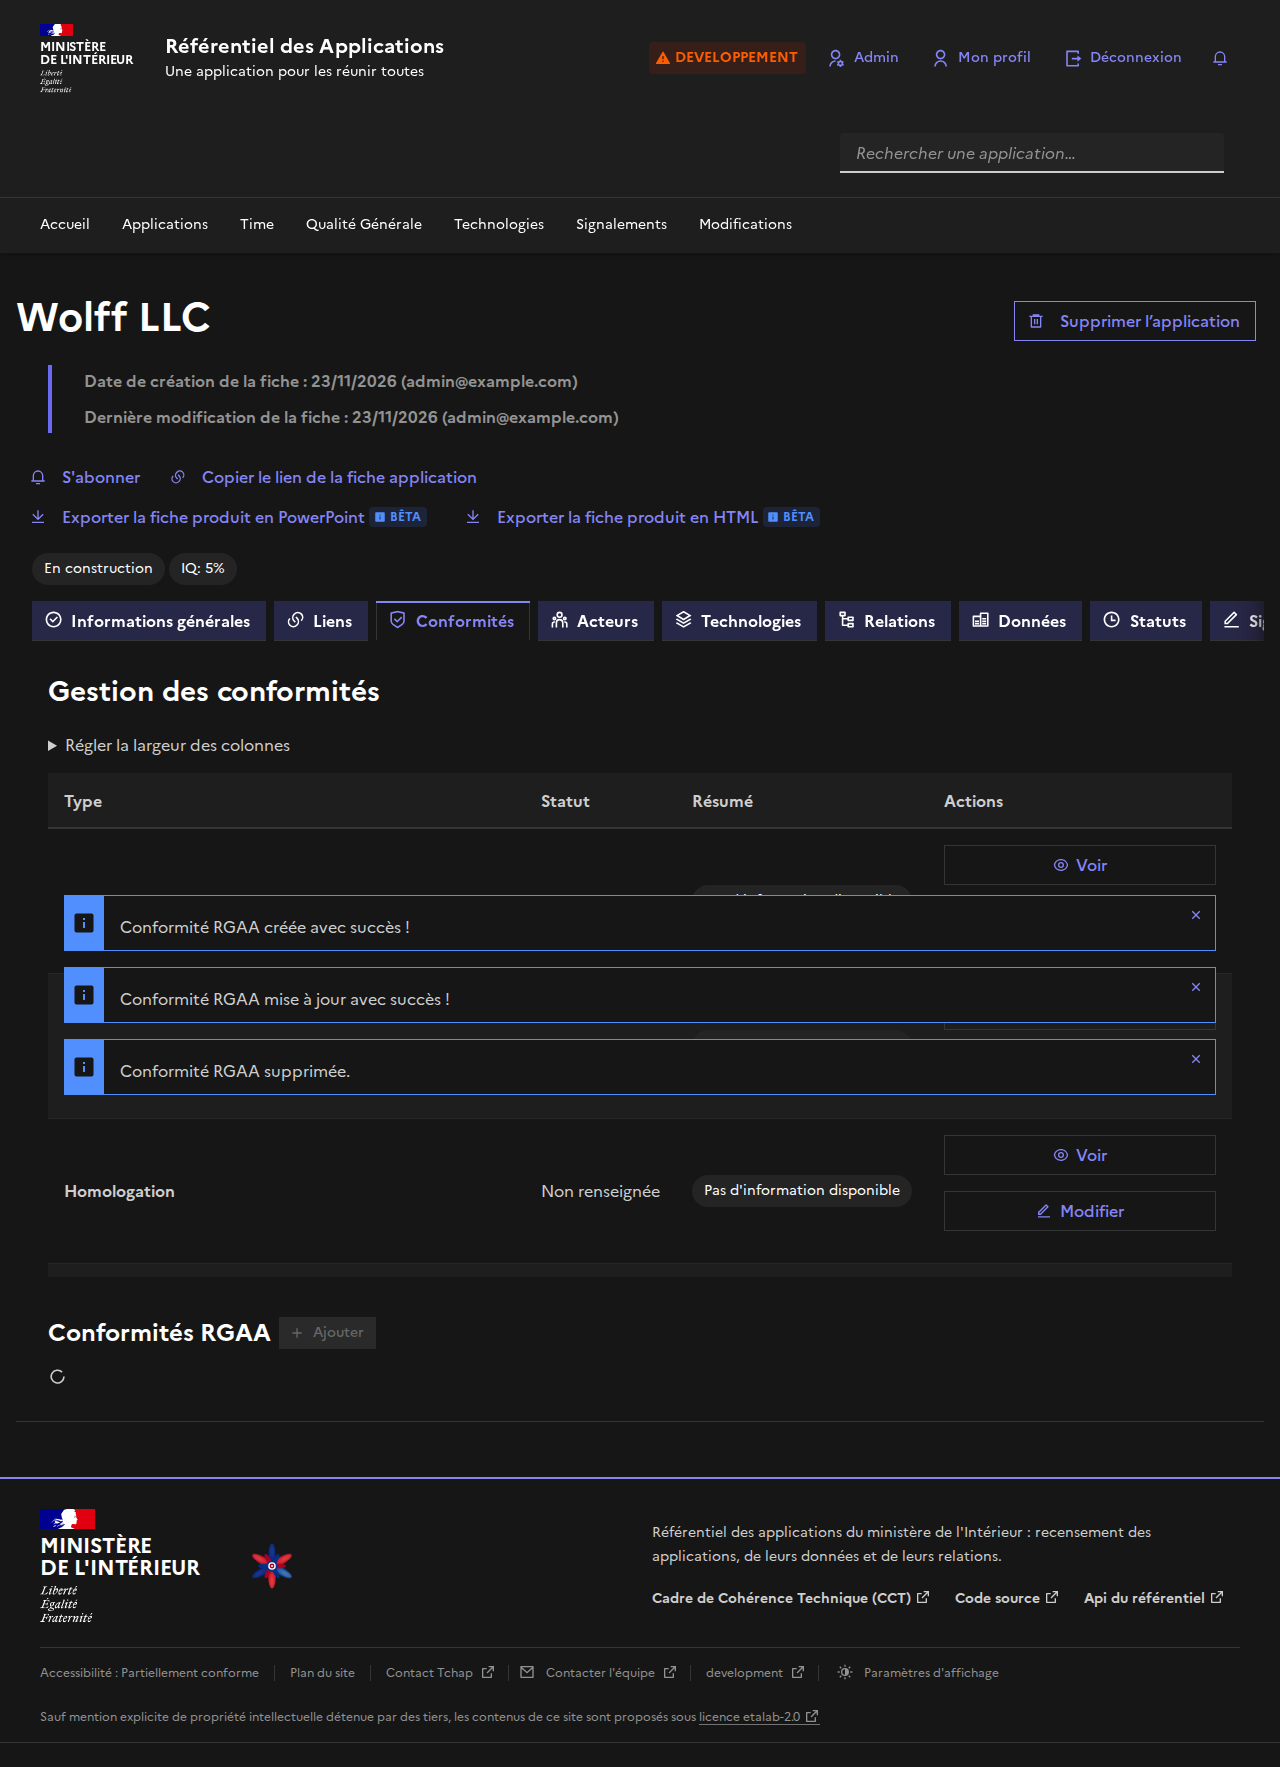 MINISTÈRE
DE L'INTÉRIEUR
Liberté
Égalité
Fraternité
Référentiel des Applications
Une application pour les réunir toutes
DEVELOPPEMENT
Admin
Mon profil
Déconnexion
Rechercher une application…
Accueil
Applications
Time
Qualité Générale
Technologies
Signalements
Modifications
Wolff LLC
Supprimer l’application
Date de création de la fiche : 23/11/2026 (admin@example.com)
Dernière modification de la fiche : 23/11/2026 (admin@example.com)
S'abonner
Copier le lien de la fiche application
Exporter la fiche produit en PowerPoint
BÊTA
Exporter la fiche produit en HTML
BÊTA
En construction
IQ: 5%
Informations générales
Liens
Conformités
Acteurs
Technologies
Relations
Données
Statuts
Gestion des conformités
Régler la largeur des colonnes
Type
Statut
Résumé
Actions
Voir
Conformité RGAA créée avec succès !
Conformité RGAA mise à jour avec succès !
Conformité RGAA supprimée.
Homologation
Non renseignée
Pas d'information disponible
Voir
Modifier
Conformités RGAA
Ajouter
MINISTÈRE
DE L'INTÉRIEUR
Liberté
Égalité
Fraternité
Référentiel des applications du ministère de l'Intérieur : recensement des
applications, de leurs données et de leurs relations.
Cadre de Cohérence Technique (CCT)
Code source
Api du référentiel
Accessibilité : Partiellement conforme
Plan du site
Contact Tchap
Contacter l'équipe
development
Paramètres d'affichage
Sauf mention explicite de propriété intellectuelle détenue par des tiers, les contenus de ce site sont proposés sous licence etalab-2.0